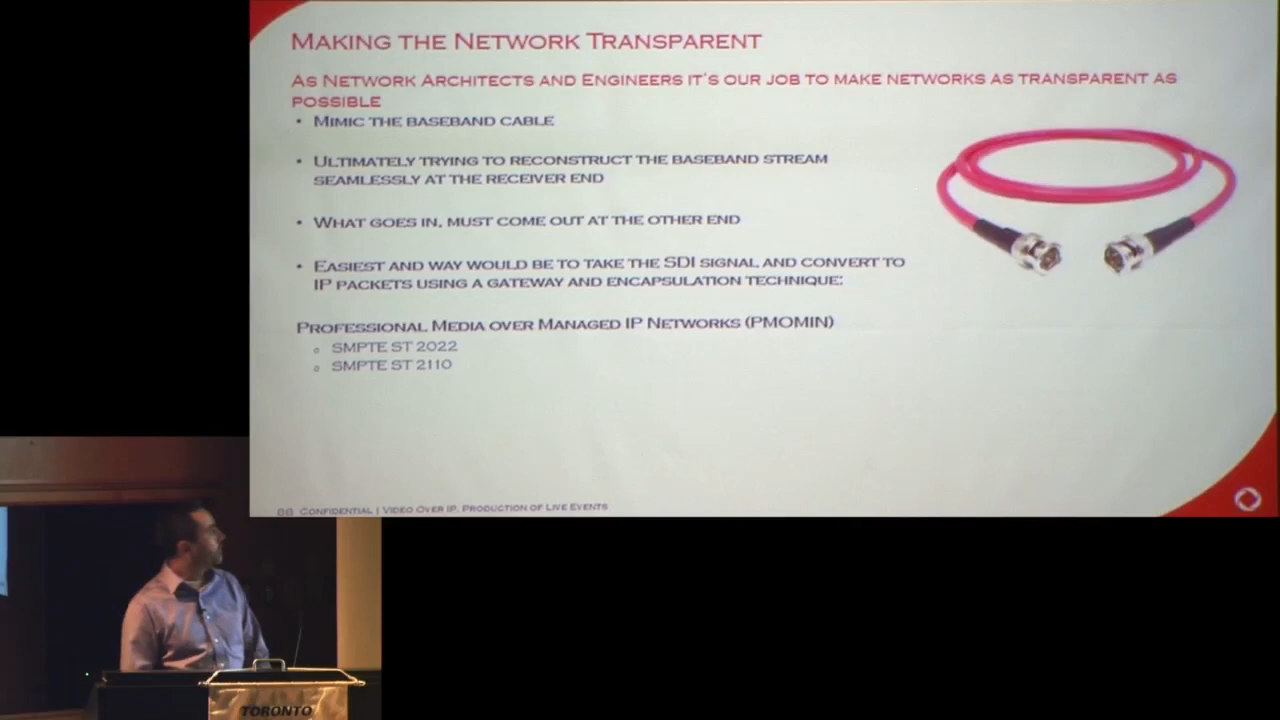 Making the Network Transparent
As Network Architects and Engineers it's our job to make networks as transparent as
possible
• Mimic the baseband cable
• Ultimately trying to reconstruct the baseband stream
seamlessly at the receiver end
• What goes in, must come out at the other end
• Easiest and way would be to take the SDI signal and convert to
IP packets using a gateway and encapsulation technique:
Professional Media over Managed IP Networks (PMOMIN)
o SMPTE ST 2022
o SMPTE ST 2110
Confidential | Video Over IP, Production of Live Events
TORONTO